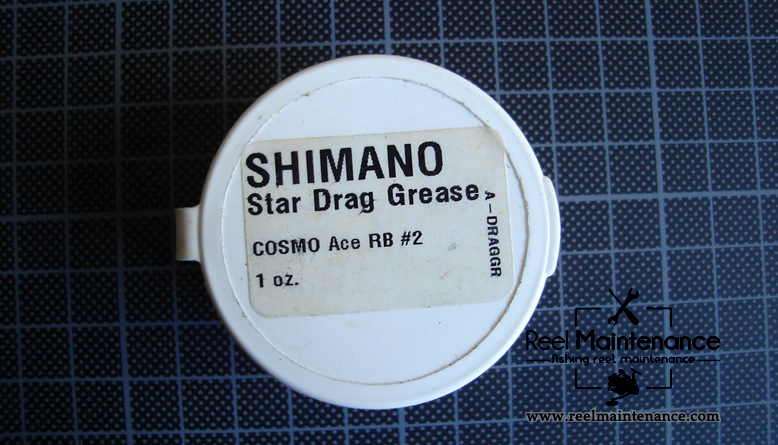 SHIMANO
Star Drag Grease
A-DRAGGR
COSMO Ace RB #2
1 oz.
Reel Maintenance
fishing reel maintenance
www.reelmaintenance.com